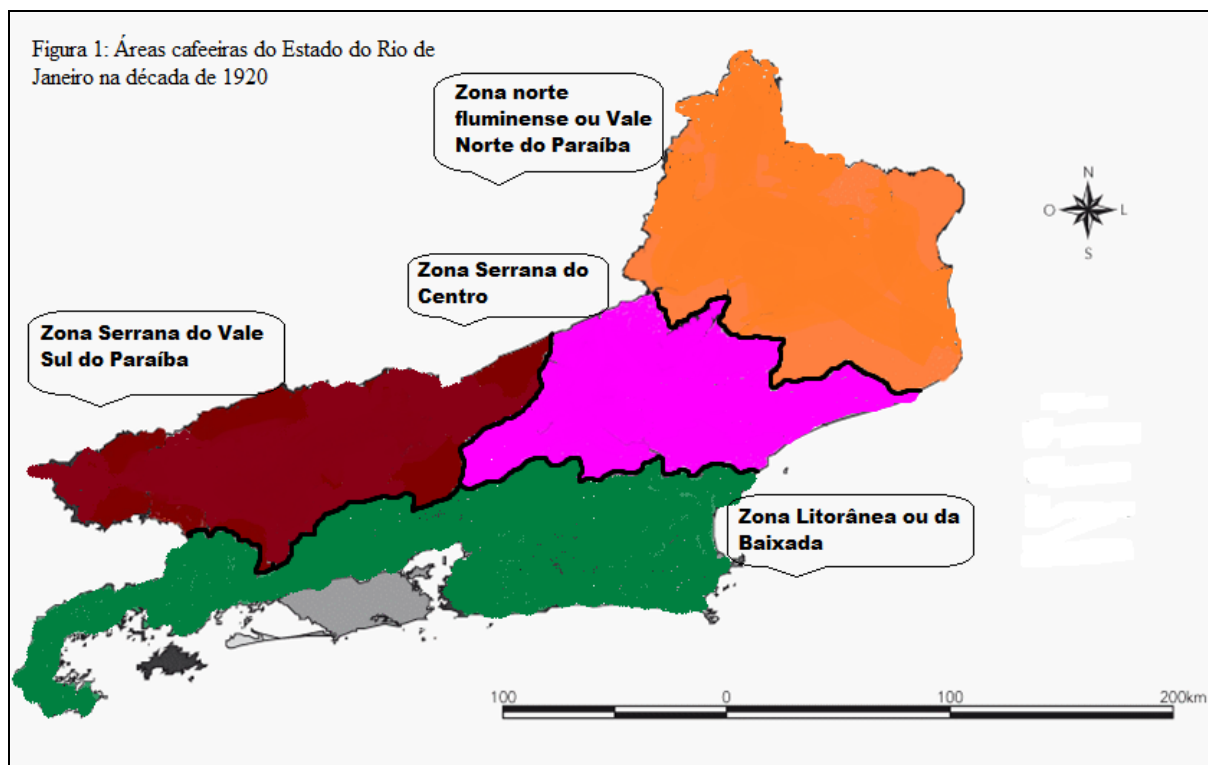 Figura 1: Áreas cafeeiras do Estado do Rio de
Janeiro na década de 1920
Zona norte
fluminense ou Vale
Norte do Paraíba
N
O
L
S
Zona Serrana do
Centro
Zona Serrana do Vale
Sul do Paraíba
Zona Litorânea ou da
Baixada
100
0
100
200km